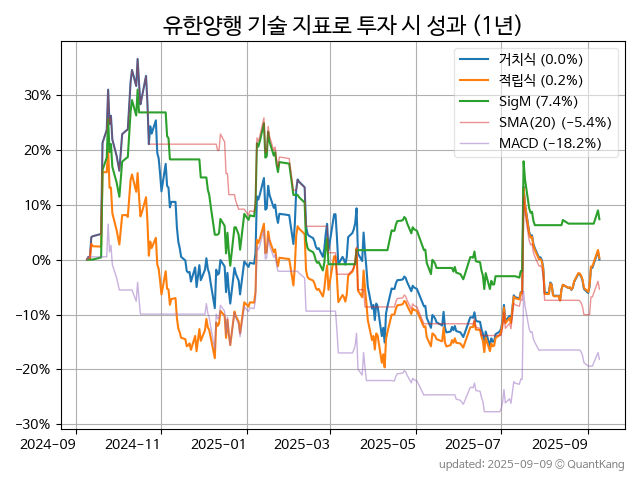 유한양행 기술 지표로 투자 시 성과 (1년)
거치식 (0.0%)
적립식 (0.2%)
SigM (7.4%)
SMA(20) (−5.4%)
MACD (−18.2%)
30%
20%
10%
0%
−10%
−20%
−30%
2024-09
2024-11
2025-01
2025-03
2025-05
2025-07
2025-09
updated: 2025-09-09 ⓒ QuantKang